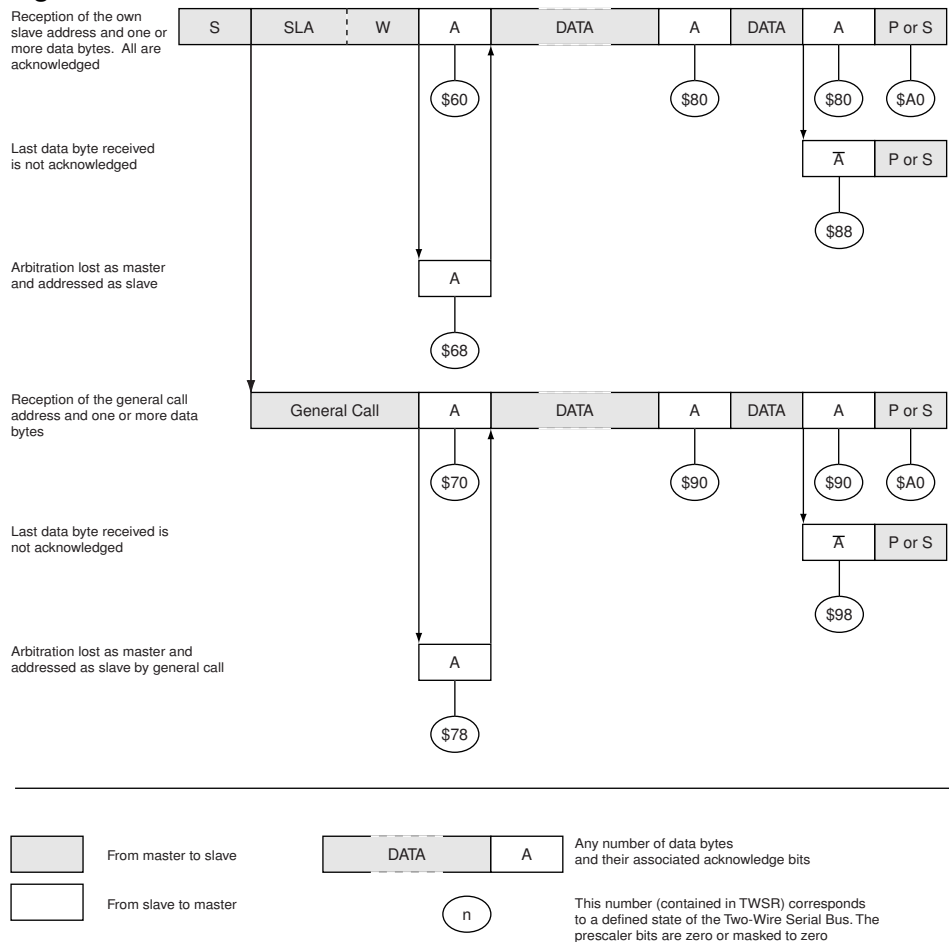 Reception of the own
slave address and one or
more data bytes. All are
acknowledged
S SLA W A DATA A DATA A P or S
$60 $80 $80 $A0
Last data byte received
is not acknowledged
A̅ P or S
$88
Arbitration lost as master
and addressed as slave
A
$68
Reception of the general call
address and one or more data
bytes
General Call A DATA A DATA A P or S
$70 $90 $90 $A0
Last data byte received is
not acknowledged
A̅ P or S
$98
Arbitration lost as master and
addressed as slave by general call
A
$78
From master to slave
DATA A
Any number of data bytes
and their associated acknowledge bits
From slave to master
n
This number (contained in TWSR) corresponds
to a defined state of the Two-Wire Serial Bus. The
prescaler bits are zero or masked to zero